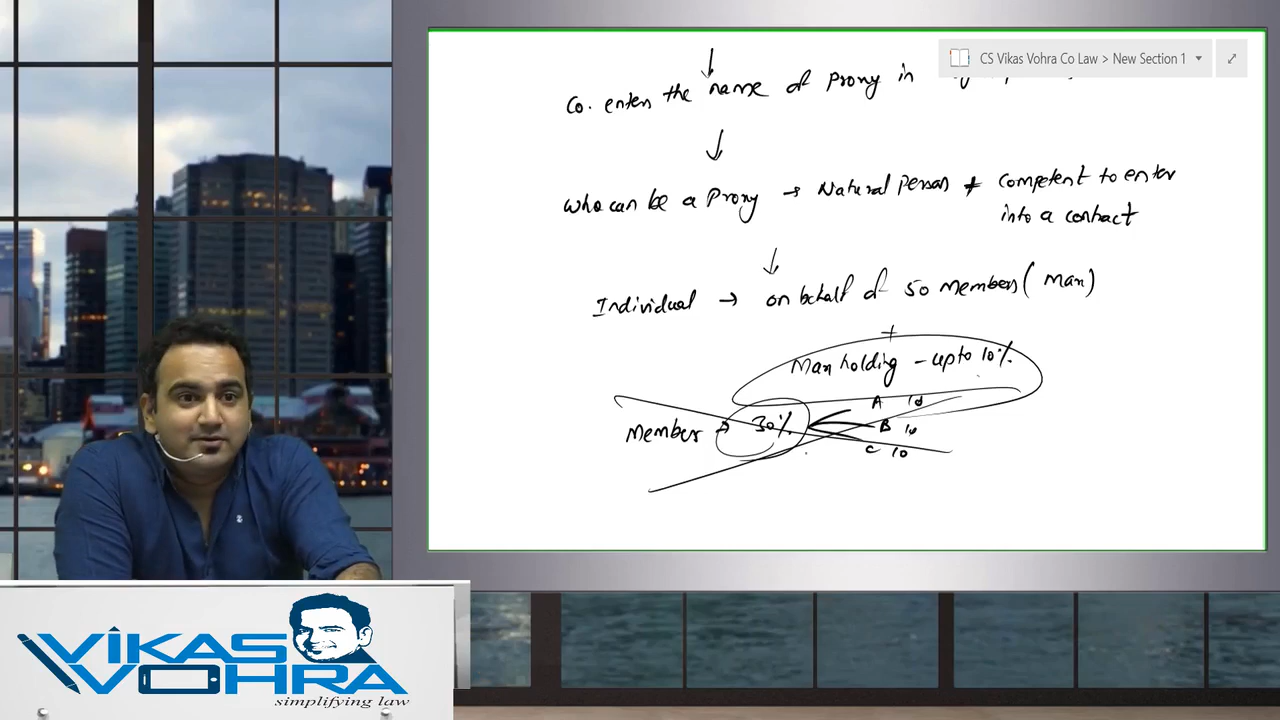 CS Vikas Vohra Co Law > New Section 1
Co. enters the name of Proxy in
who can be a Proxy → Natural Person + competent to enter
into a contract
Individual → on behalf of 50 members ( Max)
+
Max holding - upto 10%
Member → 30%
A 10
B 10
C 10
VIKAS
VOHRA
simplifying law